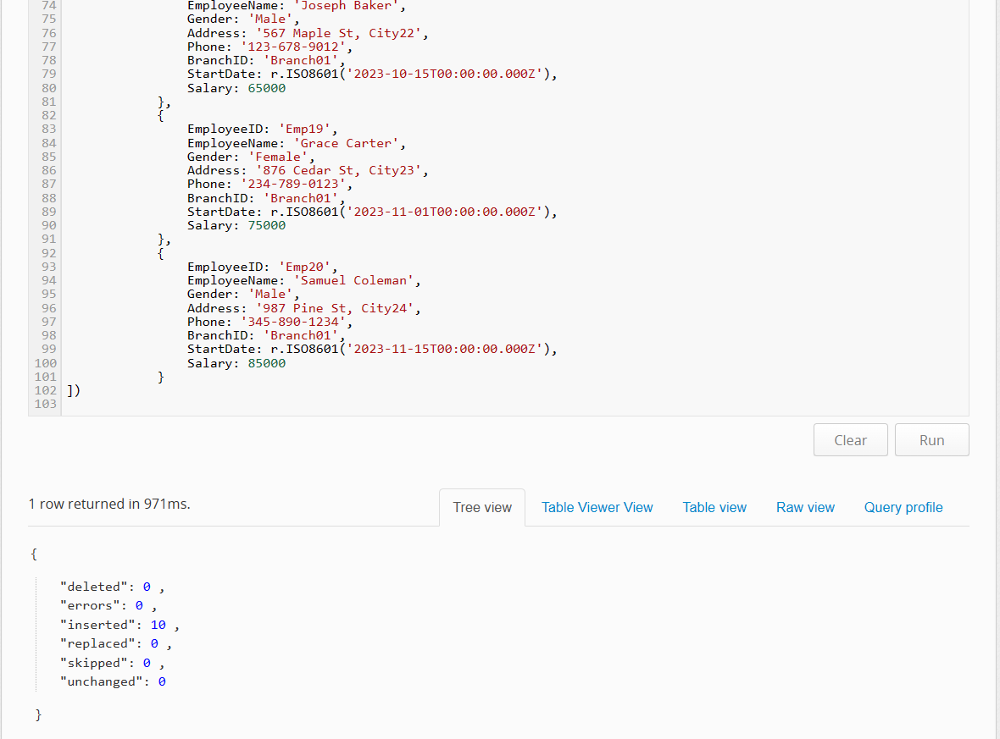 74 EmployeeName: 'Joseph Baker',
75 Gender: 'Male',
76 Address: '567 Maple St, City22',
77 Phone: '123-678-9012',
78 BranchID: 'Branch01',
79 StartDate: r.ISO8601('2023-10-15T00:00:00.000Z'),
80 Salary: 65000
81 },
82 {
83 EmployeeID: 'Emp19',
84 EmployeeName: 'Grace Carter',
85 Gender: 'Female',
86 Address: '876 Cedar St, City23',
87 Phone: '234-789-0123',
88 BranchID: 'Branch01',
89 StartDate: r.ISO8601('2023-11-01T00:00:00.000Z'),
90 Salary: 75000
91 },
92 {
93 EmployeeID: 'Emp20',
94 EmployeeName: 'Samuel Coleman',
95 Gender: 'Male',
96 Address: '987 Pine St, City24',
97 Phone: '345-890-1234',
98 BranchID: 'Branch01',
99 StartDate: r.ISO8601('2023-11-15T00:00:00.000Z'),
100 Salary: 85000
101 }
102 ])
103
Clear Run
1 row returned in 971ms. Tree view Table Viewer View Table view Raw view Query profile
{
"deleted": 0 ,
"errors": 0 ,
"inserted": 10 ,
"replaced": 0 ,
"skipped": 0 ,
"unchanged": 0
}